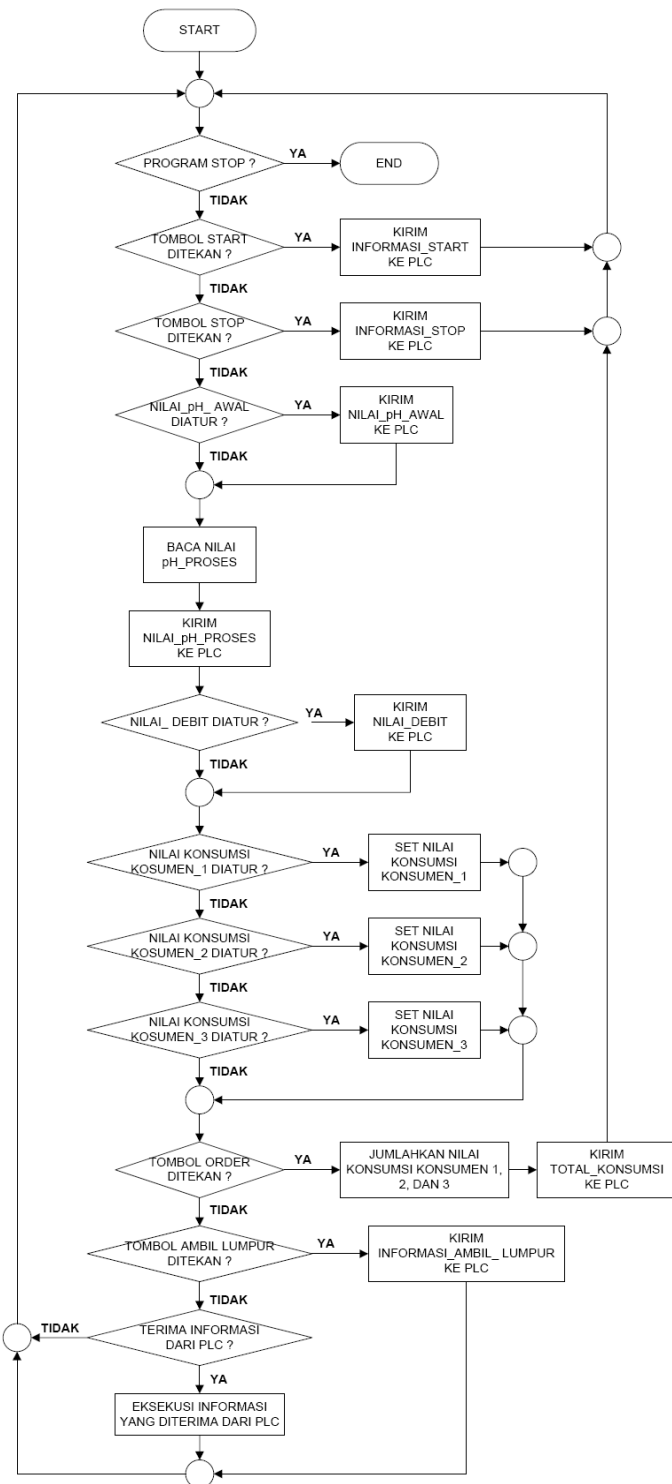 START
PROGRAM STOP ?
YA
END
TIDAK
TOMBOL START
DITEKAN ?
YA
KIRIM
INFORMASI_START
KE PLC
TIDAK
TOMBOL STOP
DITEKAN ?
YA
KIRIM
INFORMASI_STOP
KE PLC
TIDAK
NILAI_pH_ AWAL
DIATUR ?
YA
KIRIM
NILAI_pH_AWAL
KE PLC
TIDAK
BACA NILAI
pH_PROSES
KIRIM
NILAI_pH_PROSES
KE PLC
NILAI_ DEBIT DIATUR ?
YA
KIRIM
NILAI_DEBIT
KE PLC
TIDAK
NILAI KONSUMSI
KOSUMEN_1 DIATUR ?
YA
SET NILAI
KONSUMSI
KONSUMEN_1
TIDAK
NILAI KONSUMSI
KOSUMEN_2 DIATUR ?
YA
SET NILAI
KONSUMSI
KONSUMEN_2
TIDAK
NILAI KONSUMSI
KOSUMEN_3 DIATUR ?
YA
SET NILAI
KONSUMSI
KONSUMEN_3
TIDAK
TOMBOL ORDER
DITEKAN ?
YA
JUMLAHKAN NILAI
KONSUMSI KONSUMEN 1,
2, DAN 3
KIRIM
TOTAL_KONSUMSI
KE PLC
TIDAK
TOMBOL AMBIL LUMPUR
DITEKAN ?
YA
KIRIM
INFORMASI_AMBIL_ LUMPUR
KE PLC
TIDAK
TERIMA INFORMASI
DARI PLC ?
TIDAK
YA
EKSEKUSI INFORMASI
YANG DITERIMA DARI PLC